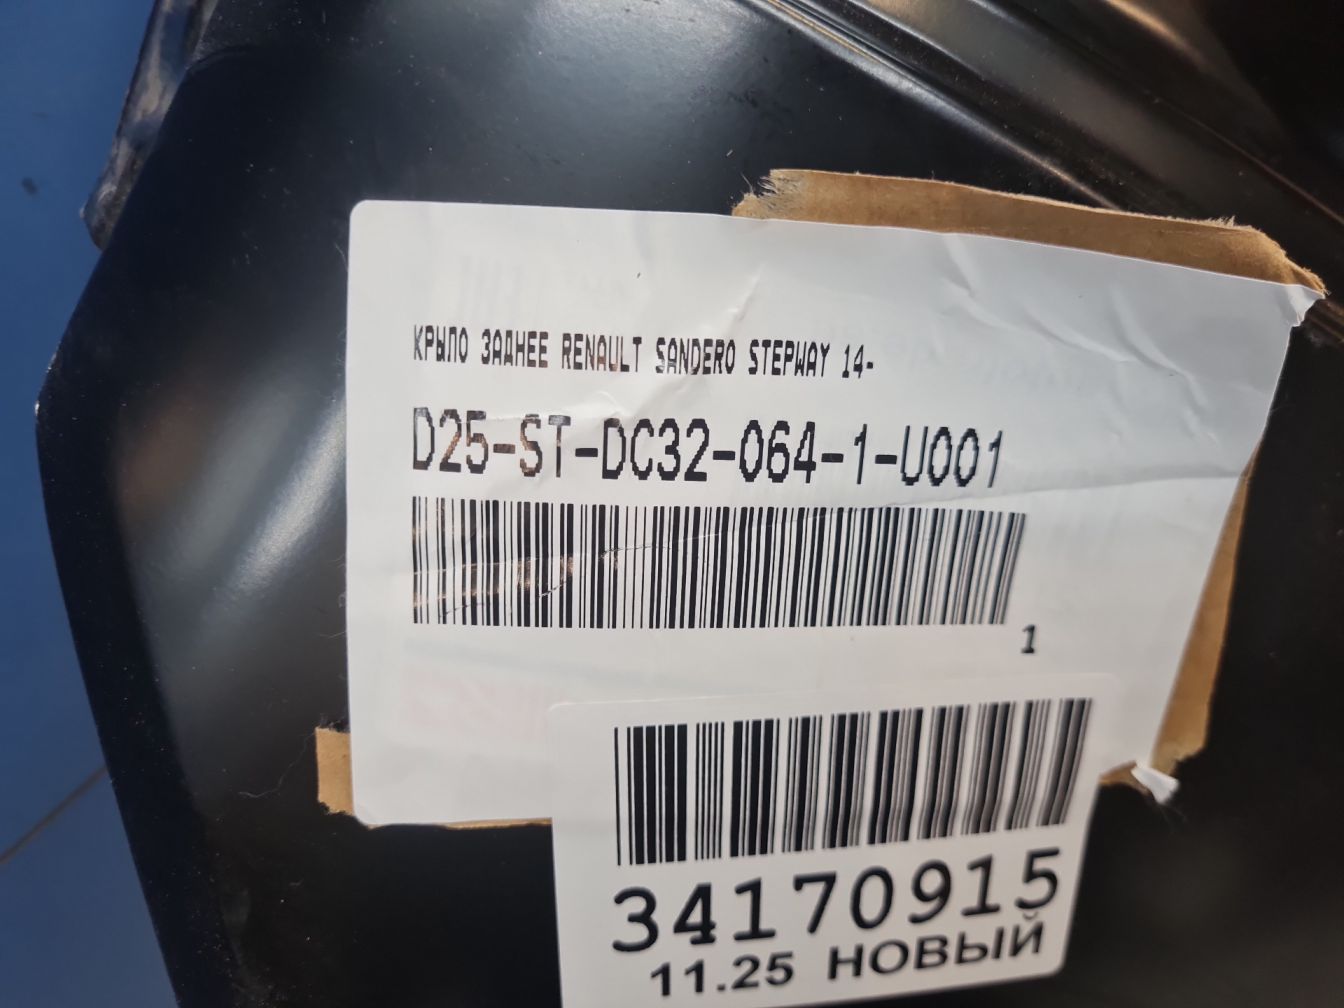 КРЫЛО ЗАДНЕЕ RENAULT SANDERO STEPWAY 14-
D25-ST-DC32-064-1-U001
1
34170915
11.25 НОВЫЙ